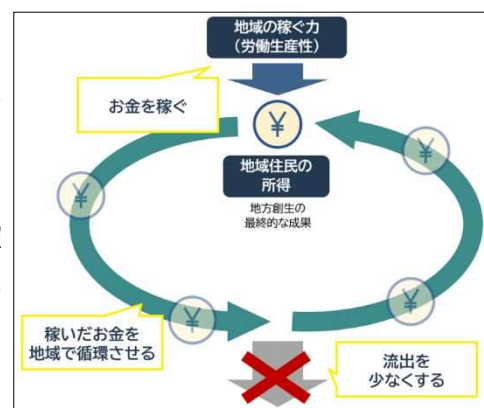 地域の稼ぐ力
（労働生産性）
お金を稼ぐ
¥
地域住民の
所得
地方創生の
最終的な成果
¥
¥
¥
¥
稼いだお金を
地域で循環させる
流出を
少なくする